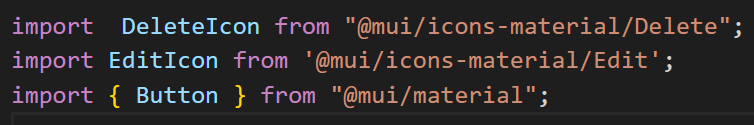 import  DeleteIcon from "@mui/icons-material/Delete";
import EditIcon from '@mui/icons-material/Edit';
import { Button } from "@mui/material";